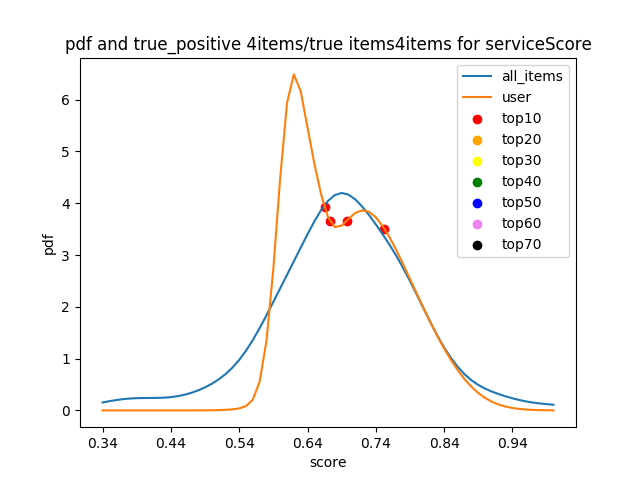 pdf and true_positive 4items/true items4items for serviceScore
all_items
user
top10
top20
top30
top40
top50
top60
top70
6
5
4
3
2
1
0
pdf
0.34 0.44 0.54 0.64 0.74 0.84 0.94
score